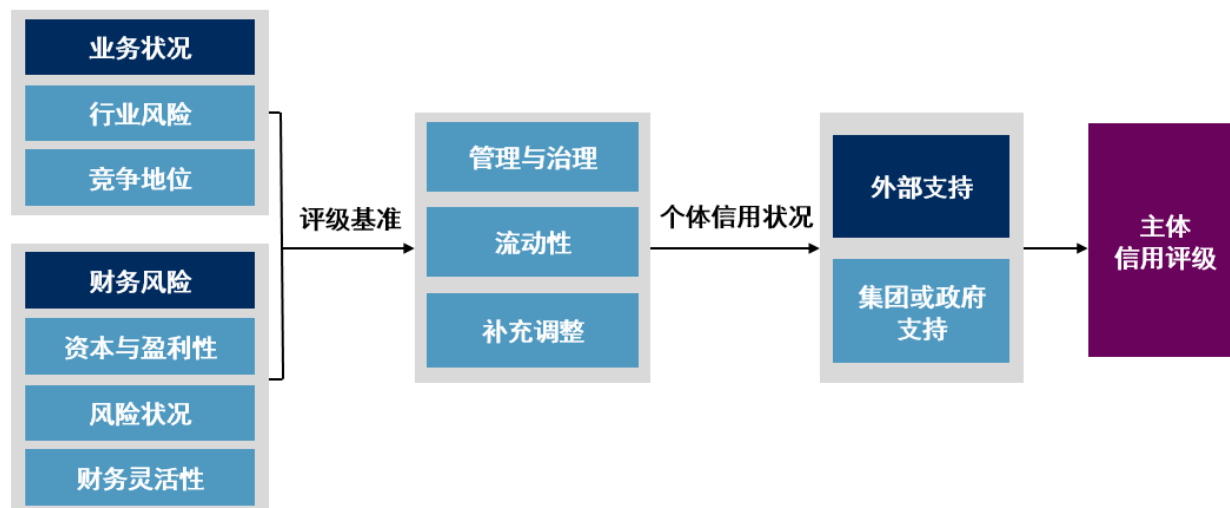 业务状况
行业风险
竞争地位
财务风险
资本与盈利性
风险状况
财务灵活性
评级基准
管理与治理
流动性
补充调整
个体信用状况
外部支持
集团或政府
支持
主体
信用评级